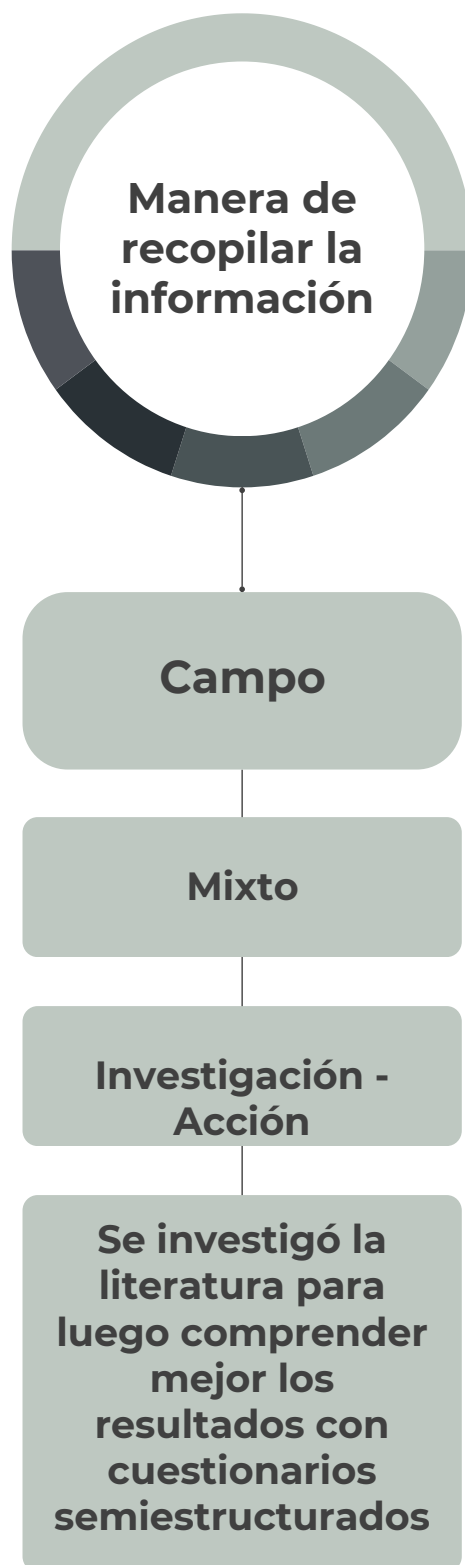 Manera de
recopilar la
información
Campo
Mixto
Investigación -
Acción
Se investigó la
literatura para
luego comprender
mejor los
resultados con
cuestionarios
semiestructurados